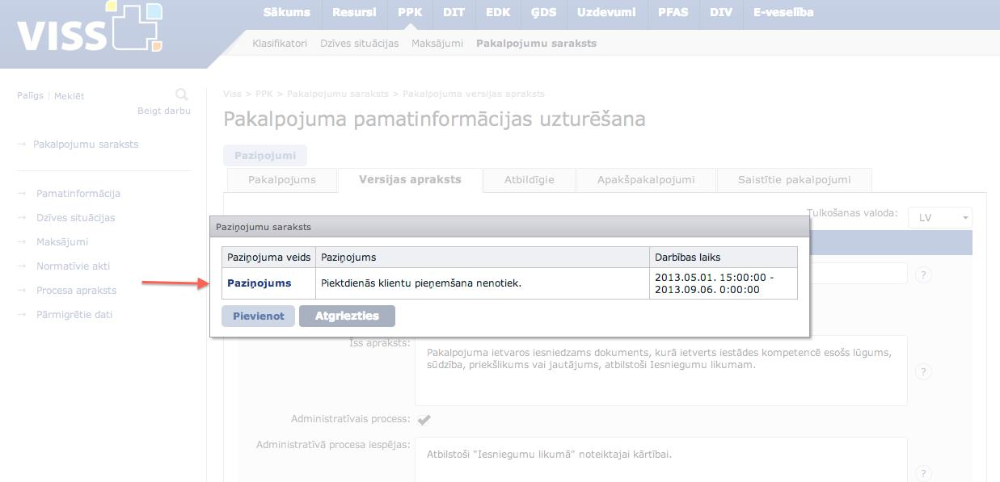 VISS
Sākums Resursi PPK DIT EDK ĢDS Uzdevumi PFAS DIV E-veselība
Klasifikatori Dzīves situācijas Maksājumi Pakalpojumu saraksts
Palīgs | Meklēt
Beigt darbu
→ Pakalpojumu saraksts
→ Pamatinformācija
→ Dzīves situācijas
→ Maksājumi
→ Normatīvie akti
→ Procesa apraksts
→ Pārmigrētie dati
Viss > PPK > Pakalpojumu saraksts > Pakalpojuma versijas apraksts
Pakalpojuma pamatinformācijas uzturēšana
Paziņojumi
Pakalpojums Versijas apraksts Atbildīgie Apakšpakalpojumi Saistītie pakalpojumi
Tulkošanas valoda: LV
Paziņojumu saraksts
Paziņojuma veids Paziņojums Darbības laiks
Paziņojums Piektdienās klientu pieņemšana nenotiek. 2013.05.01. 15:00:00 -
2013.09.06. 0:00:00
Pievienot Atgriezties
?
Īss apraksts: Pakalpojuma ietvaros iesniedzams dokuments, kurā ietverts iestādes kompetencē esošs lūgums,
sūdzība, priekšlikums vai jautājums, atbilstoši Iesniegumu likumam.
?
Administratīvais process:
Administratīvā procesa iespējas: Atbilstoši "Iesniegumu likumā" noteiktajai kārtībai.
?